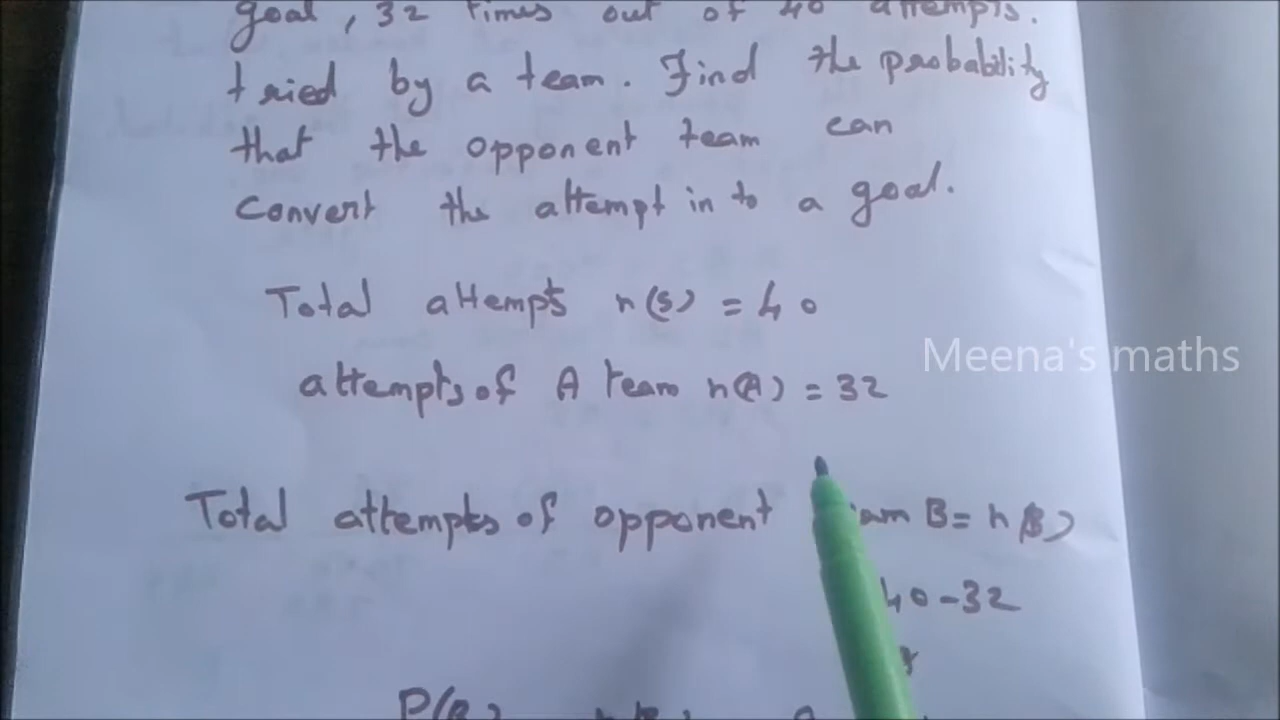 goal, 32 times out of 40 attempts.
tried by a team. Find the probability
that the opponent team can
convert the attempt in to a goal.
Total attempts n(s) = 40
attempts of A team n(A) = 32
Meena's maths
Total attempts of opponent B= n(B)
40-32